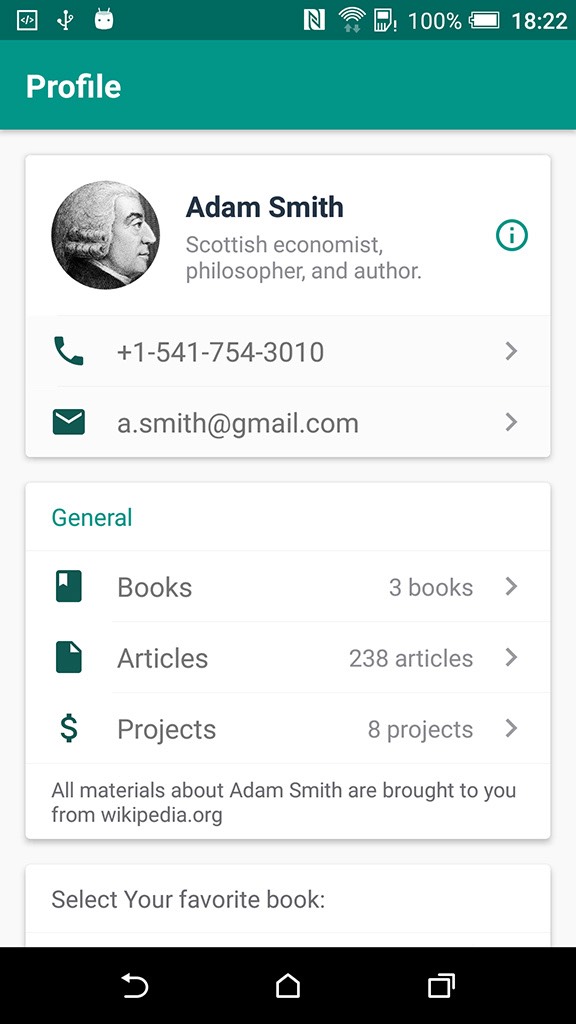 100% 18:22
Profile
Adam Smith
Scottish economist,
philosopher, and author.
+1-541-754-3010
a.smith@gmail.com
General
Books 3 books
Articles 238 articles
Projects 8 projects
All materials about Adam Smith are brought to you
from wikipedia.org
Select Your favorite book: